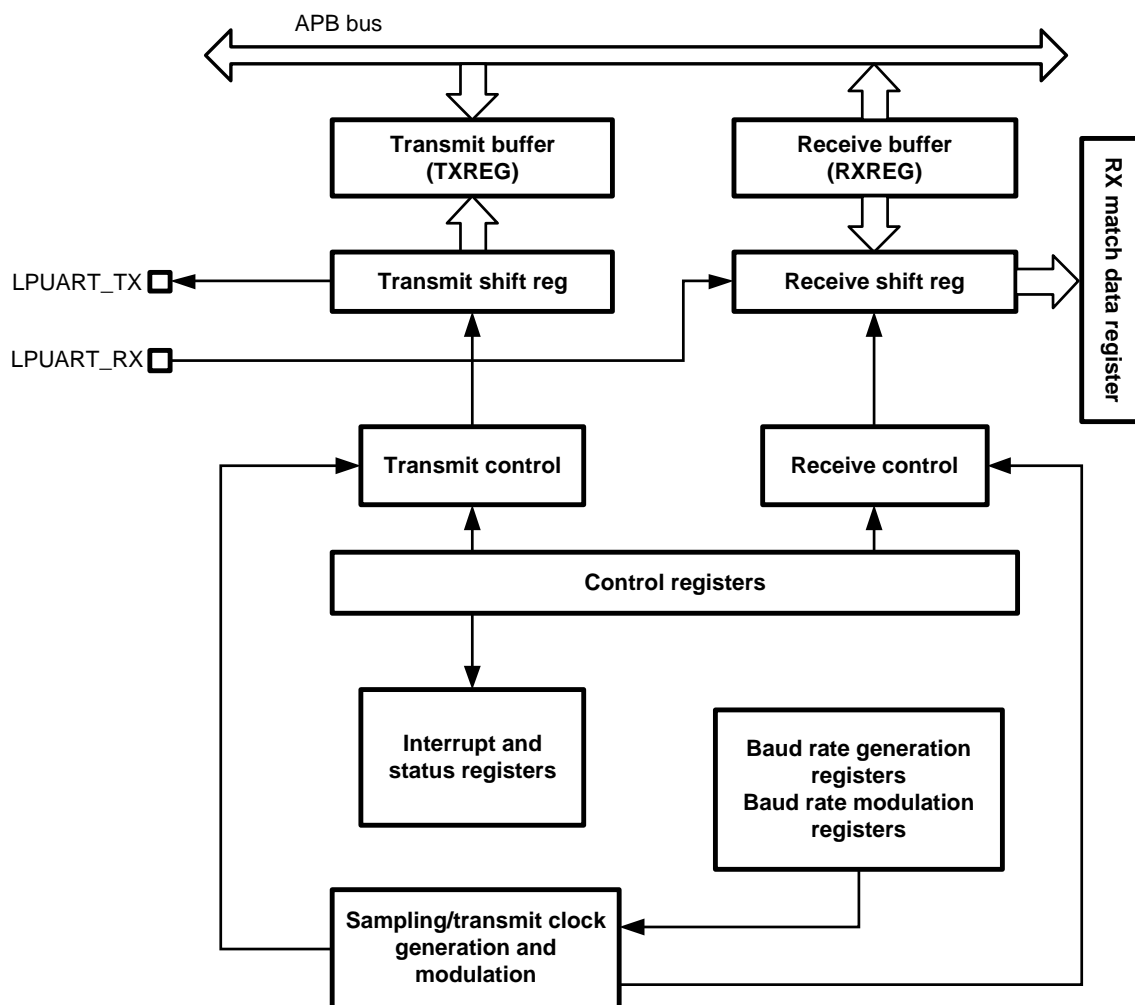 APB bus
Transmit buffer
(TXREG)
Receive buffer
(RXREG)
RX match data register
LPUART_TX
Transmit shift reg
Receive shift reg
LPUART_RX
Transmit control
Receive control
Control registers
Interrupt and
status registers
Baud rate generation
registers
Baud rate modulation
registers
Sampling/transmit clock
generation and
modulation